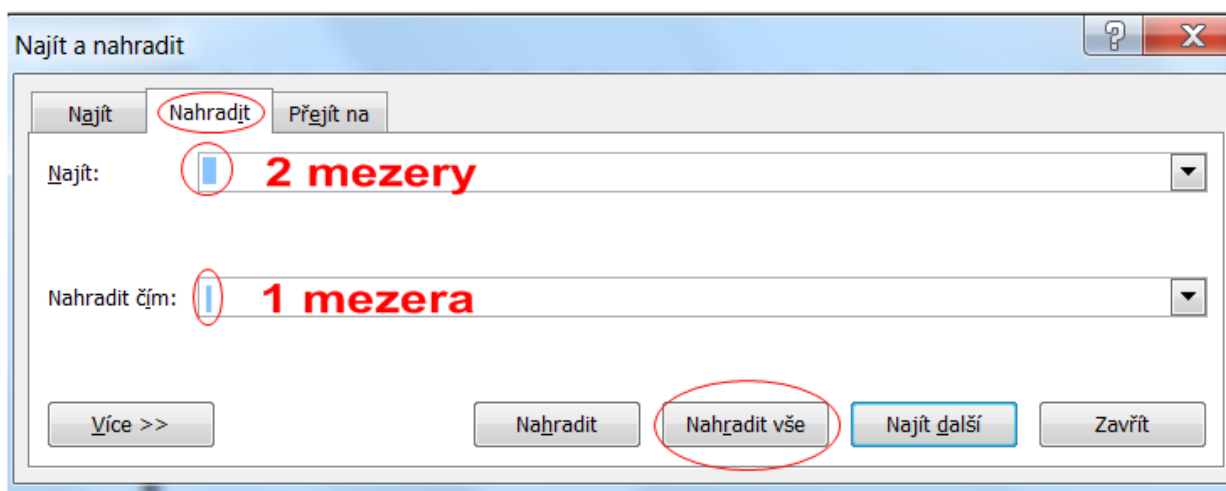 Najít a nahradit
Najít Nahradit Přejít na
Najít: 2 mezery
Nahradit čím: 1 mezera
Více >> Nahradit Nahradit vše Najít další Zavřít